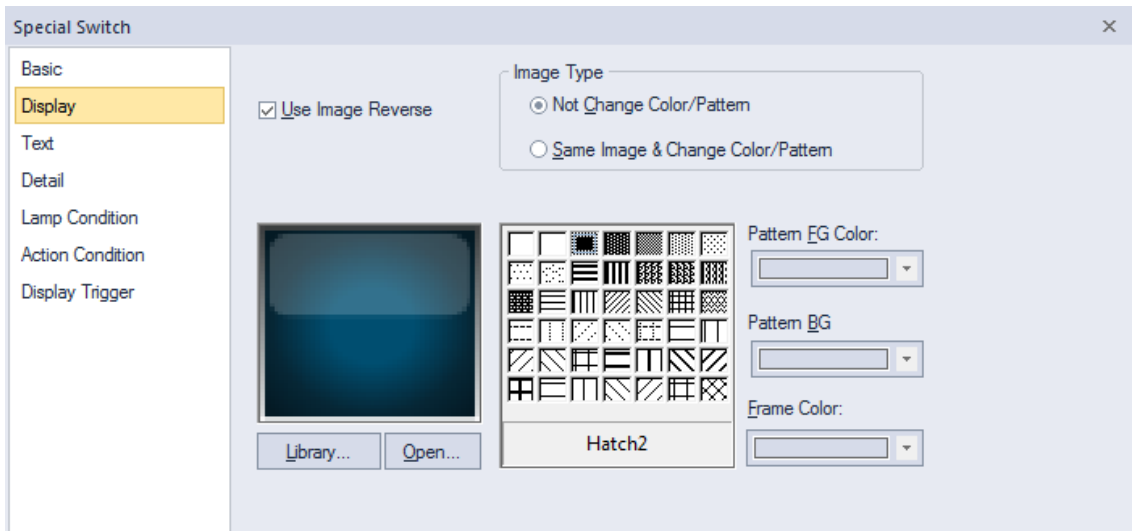 Special Switch
Basic
Display
Text
Detail
Lamp Condition
Action Condition
Display Trigger
Use Image Reverse
Image Type
Not Change Color/Pattern
Same Image & Change Color/Pattern
Library...
Open...
Hatch2
Pattern FG Color:
Pattern BG
Frame Color: